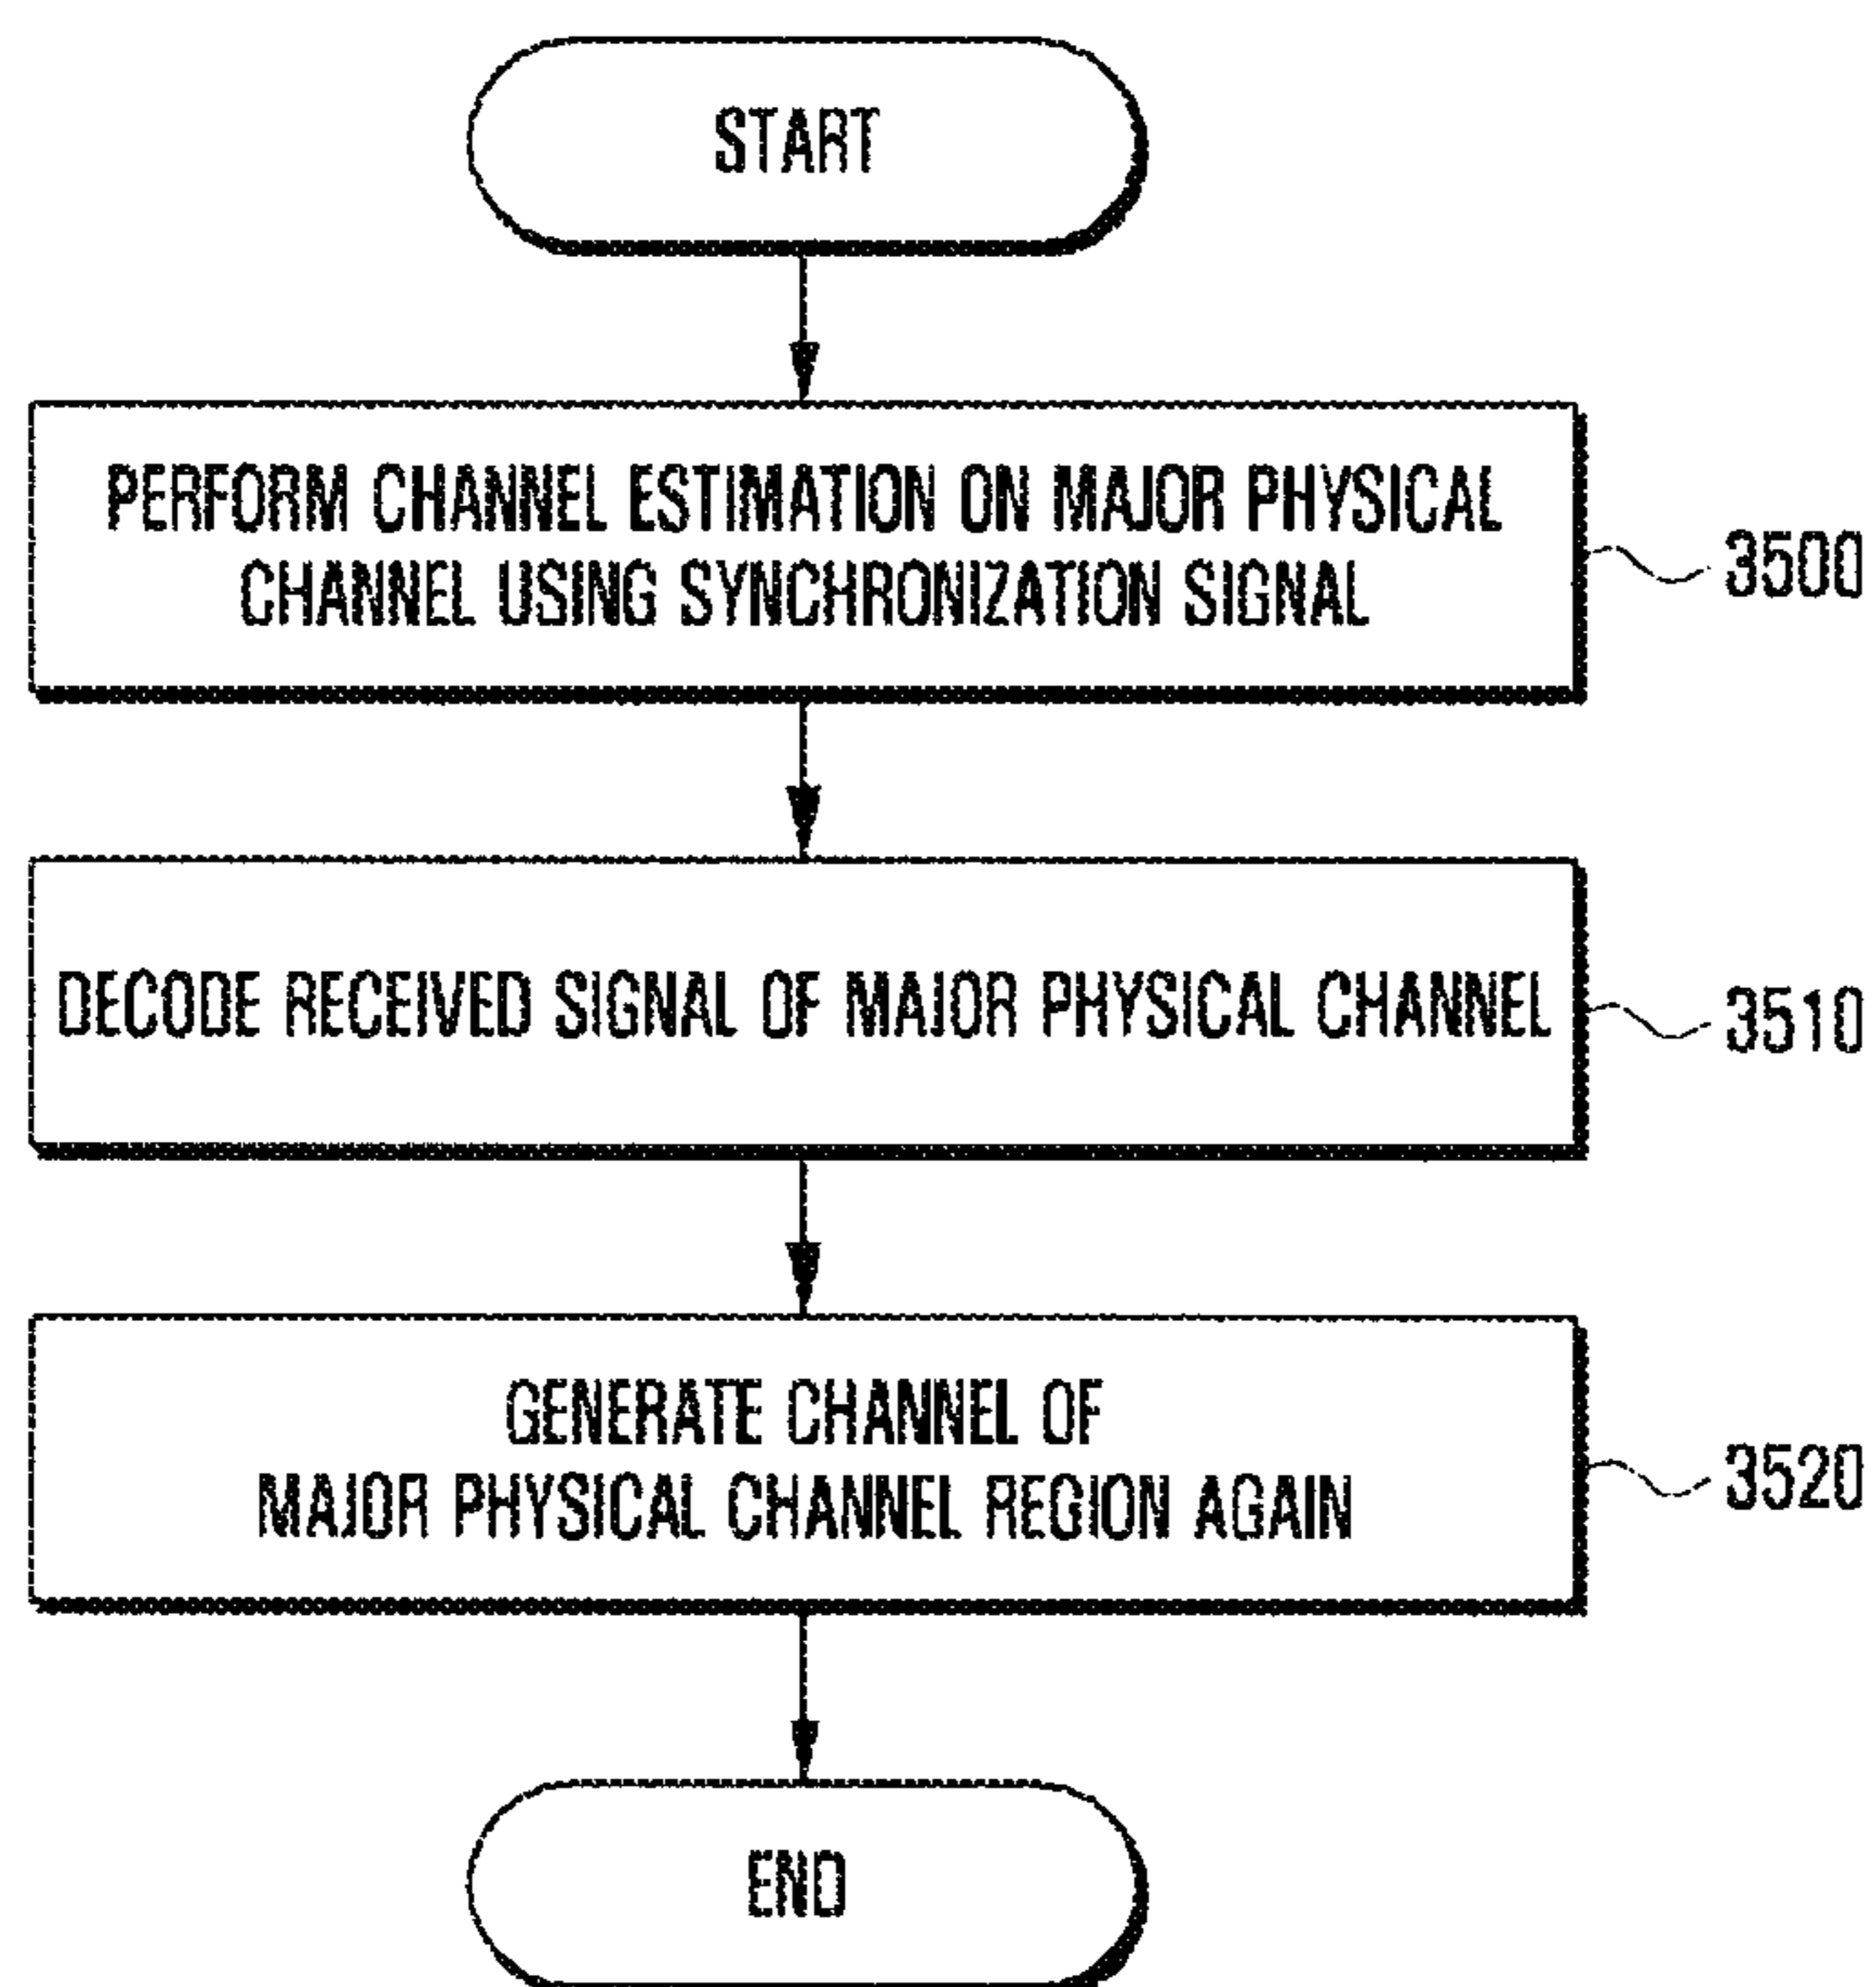 START
PERFORM CHANNEL ESTIMATION ON MAJOR PHYSICAL
CHANNEL USING SYNCHRONIZATION SIGNAL
3500
DECODE RECEIVED SIGNAL OF MAJOR PHYSICAL CHANNEL
3510
GENERATE CHANNEL OF
MAJOR PHYSICAL CHANNEL REGION AGAIN
3520
END